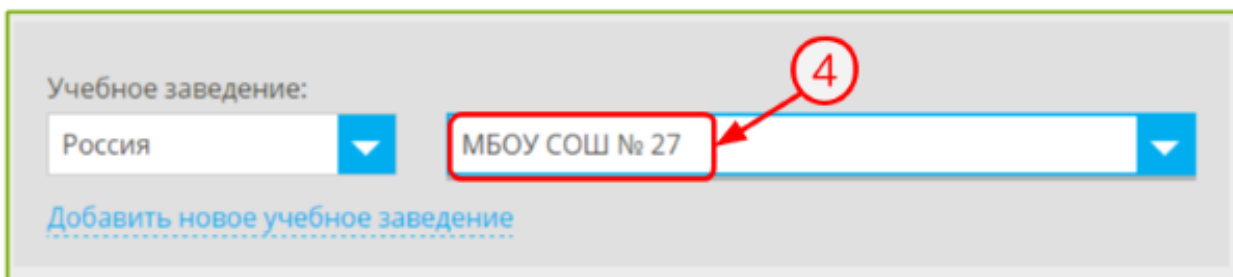 4
Учебное заведение:
Россия
МБОУ СОШ № 27
Добавить новое учебное заведение